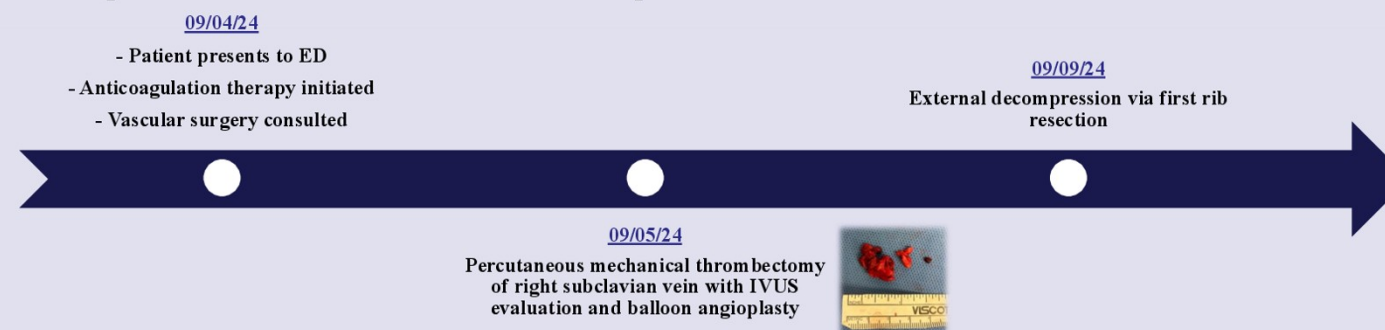 09/04/24
- Patient presents to ED
- Anticoagulation therapy initiated
- Vascular surgery consulted
09/05/24
Percutaneous mechanical thrombectomy
of right subclavian vein with IVUS
evaluation and balloon angioplasty
VISCO
09/09/24
External decompression via first rib
resection